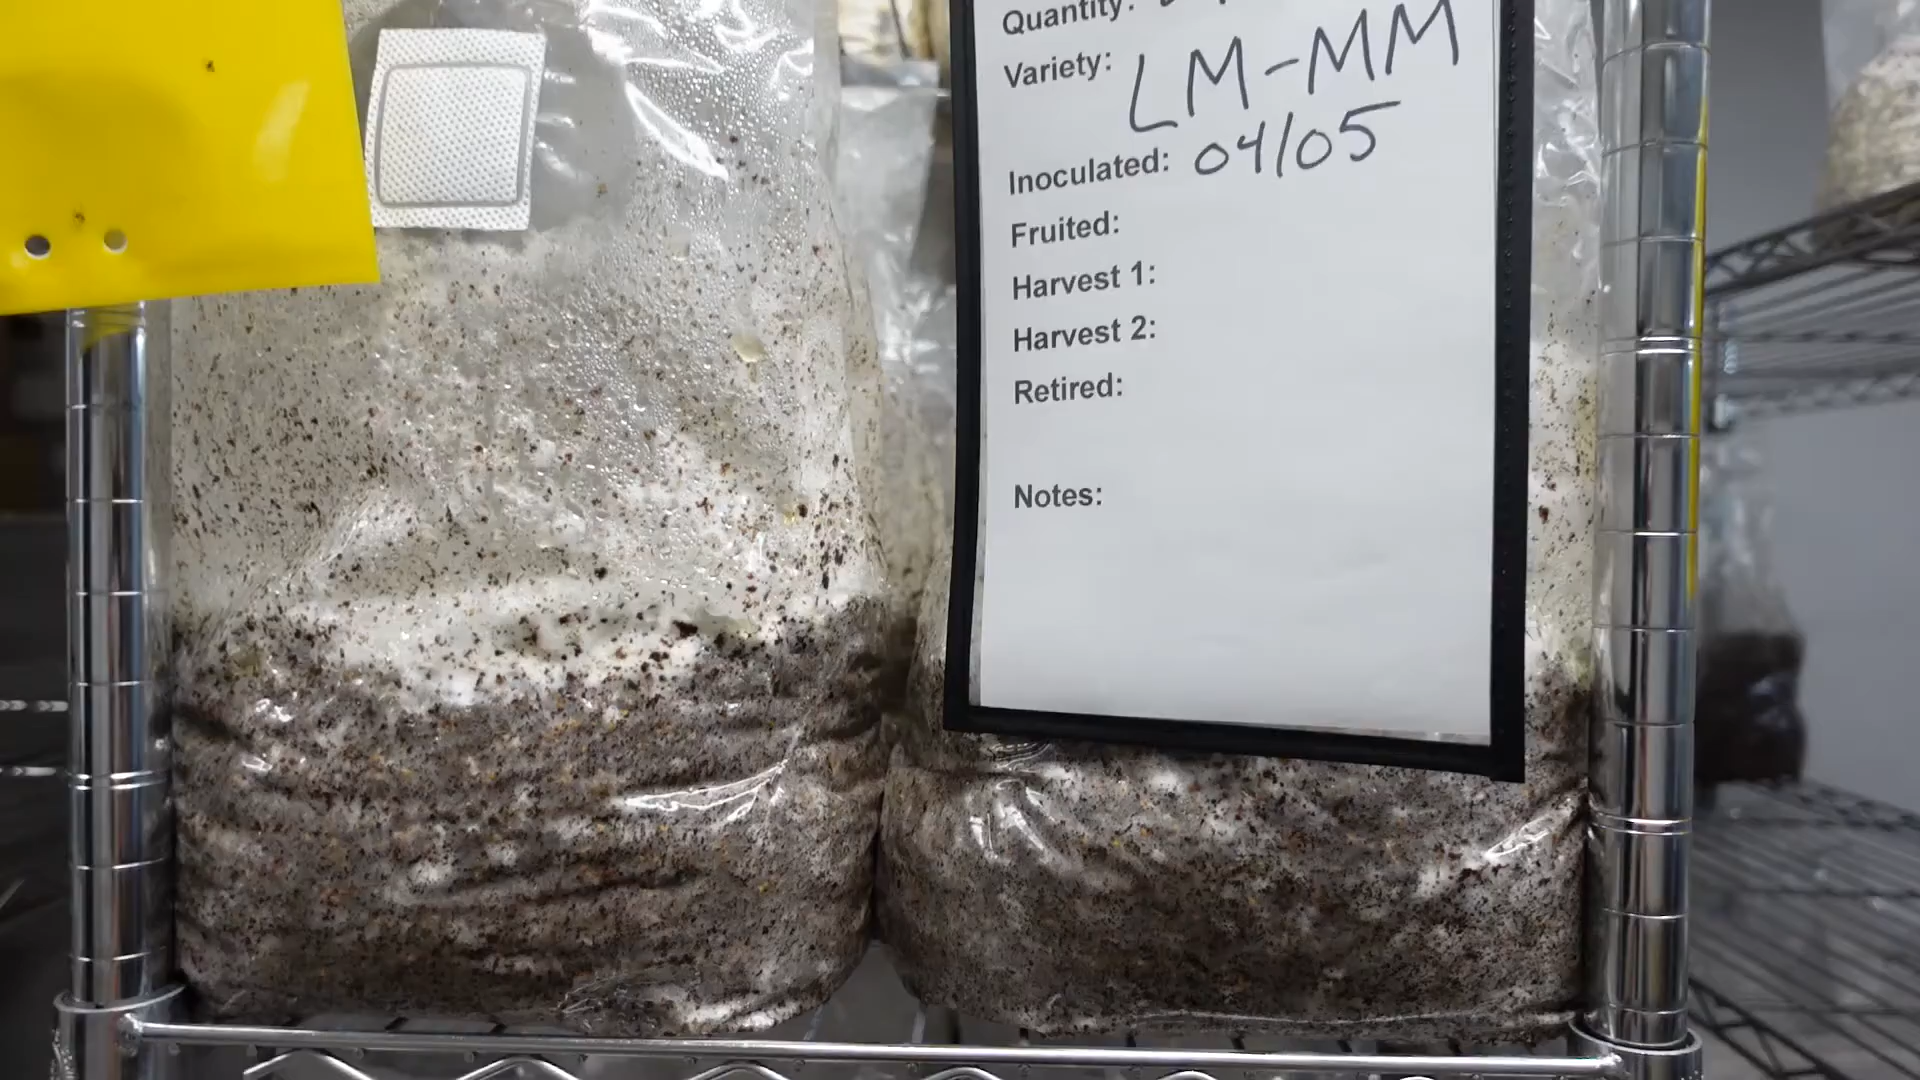 Quantity:
Variety: LM-MM
Inoculated: 04/05
Fruited:
Harvest 1:
Harvest 2:
Retired:
Notes: